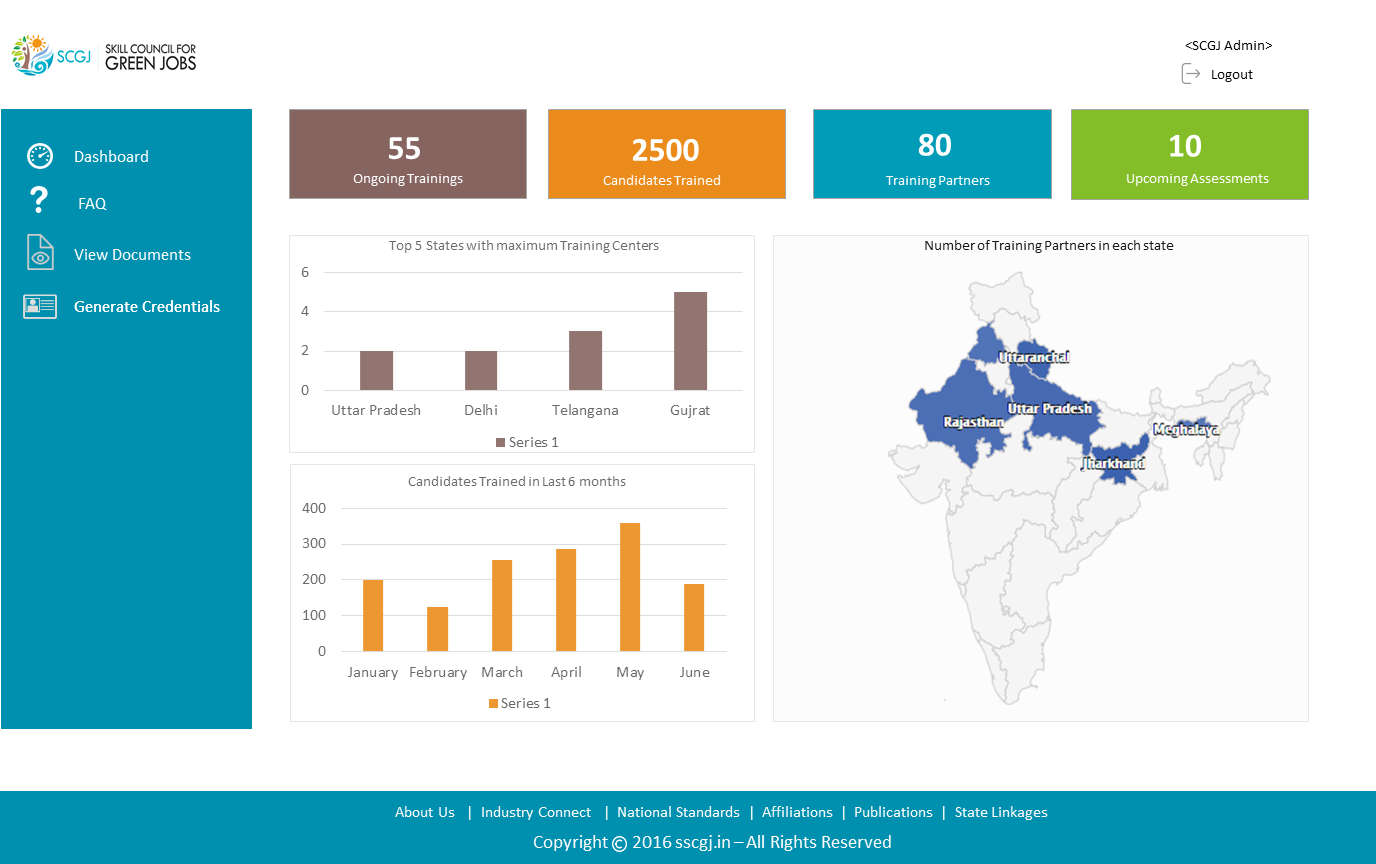 SCGJ
SKILL COUNCIL FOR
GREEN JOBS
<SCGJ Admin>
Logout
Dashboard
FAQ
View Documents
Generate Credentials
55
Ongoing Trainings
2500
Candidates Trained
80
Training Partners
10
Upcoming Assessments
Top 5 States with maximum Training Centers
6
4
2
0
Uttar Pradesh Delhi Telangana Gujrat
Series 1
Candidates Trained in Last 6 months
400
300
200
100
0
January February March April May June
Series 1
Number of Training Partners in each state
Uttaranchal
Uttar Pradesh
Rajasthan
Meghalaya
Jharkhand
About Us | Industry Connect | National Standards | Affiliations | Publications | State Linkages
Copyright © 2016 sscgj.in – All Rights Reserved